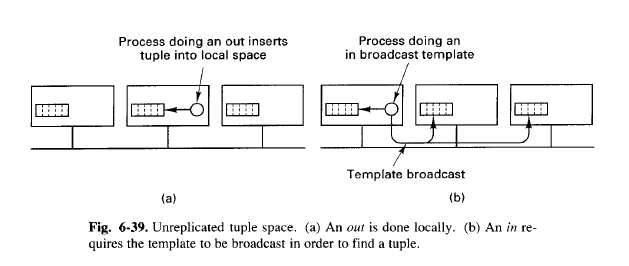 Process doing an out inserts
tuple into local space
Process doing an
in broadcast template
Template broadcast
(a)
(b)
Fig. 6-39. Unreplicated tuple space. (a) An out is done locally. (b) An in re-
quires the template to be broadcast in order to find a tuple.